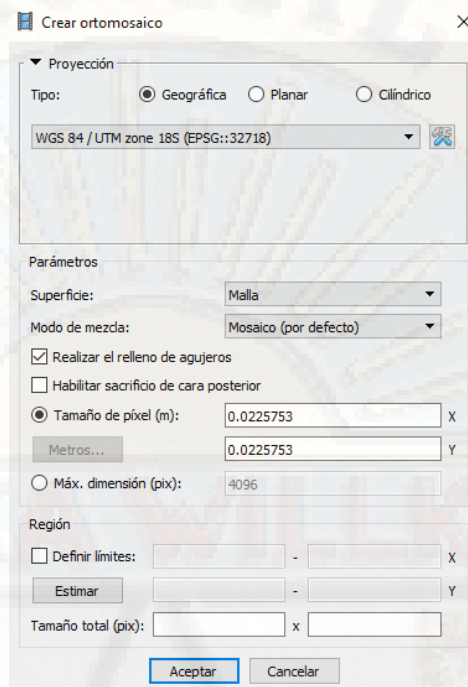 Crear ortomosaico
Proyección
Tipo: Geográfica Planar Cilíndrico
WGS 84 / UTM zone 18S (EPSG::32718)
Parámetros
Superficie: Malla
Modo de mezcla: Mosaico (por defecto)
Realizar el relleno de agujeros
Habilitar sacrificio de cara posterior
Tamaño de píxel (m): 0.0225753 X
Metros... 0.0225753 Y
Máx. dimensión (pix): 4096
Región
Definir límites: - X
Estimar - Y
Tamaño total (pix): x
Aceptar Cancelar